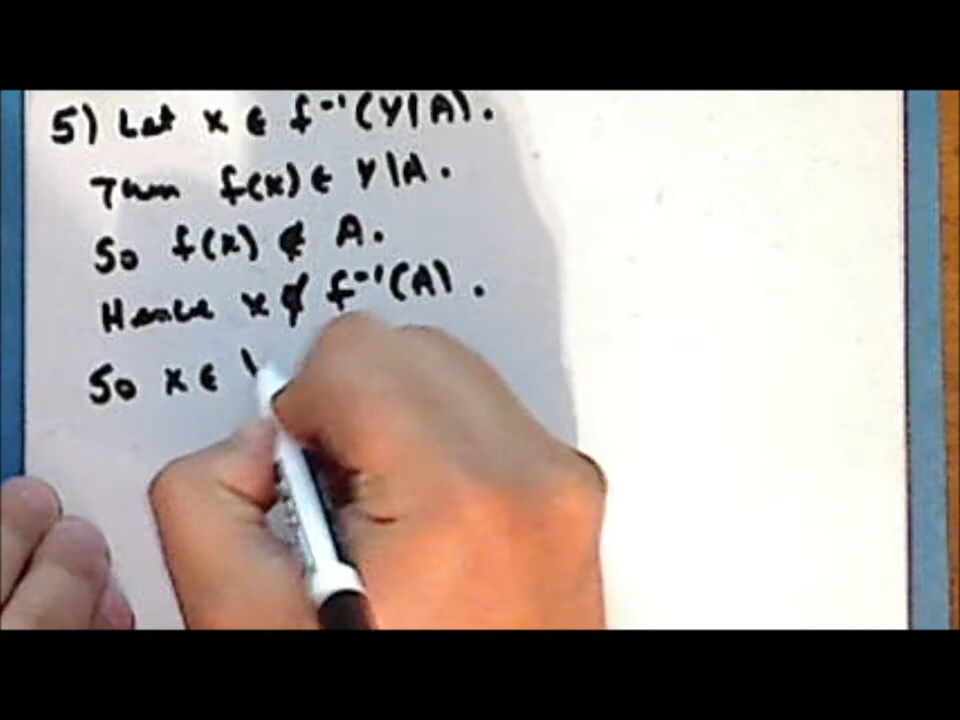 5) Let x ∈ f⁻¹(Y\A).
Then f(x) ∈ Y\A.
So f(x) ∉ A.
Hence x ∉ f⁻¹(A).
So x ∈